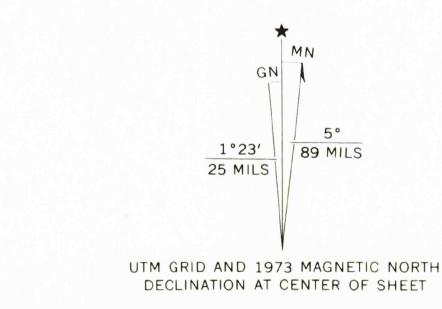 ★
MN
GN
5°
1°23′
89 MILS
25 MILS
UTM GRID AND 1973 MAGNETIC NORTH
DECLINATION AT CENTER OF SHEET